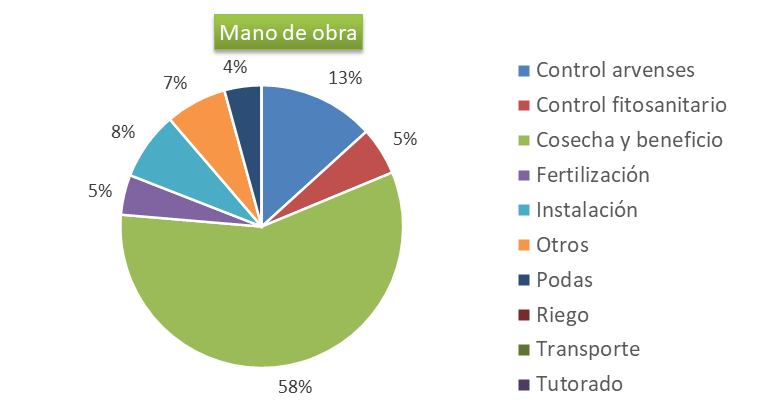 Mano de obra
4%
13%
7%
8%
5%
5%
58%
Control arvenses
Control fitosanitario
Cosecha y beneficio
Fertilización
Instalación
Otros
Podas
Riego
Transporte
Tutorado